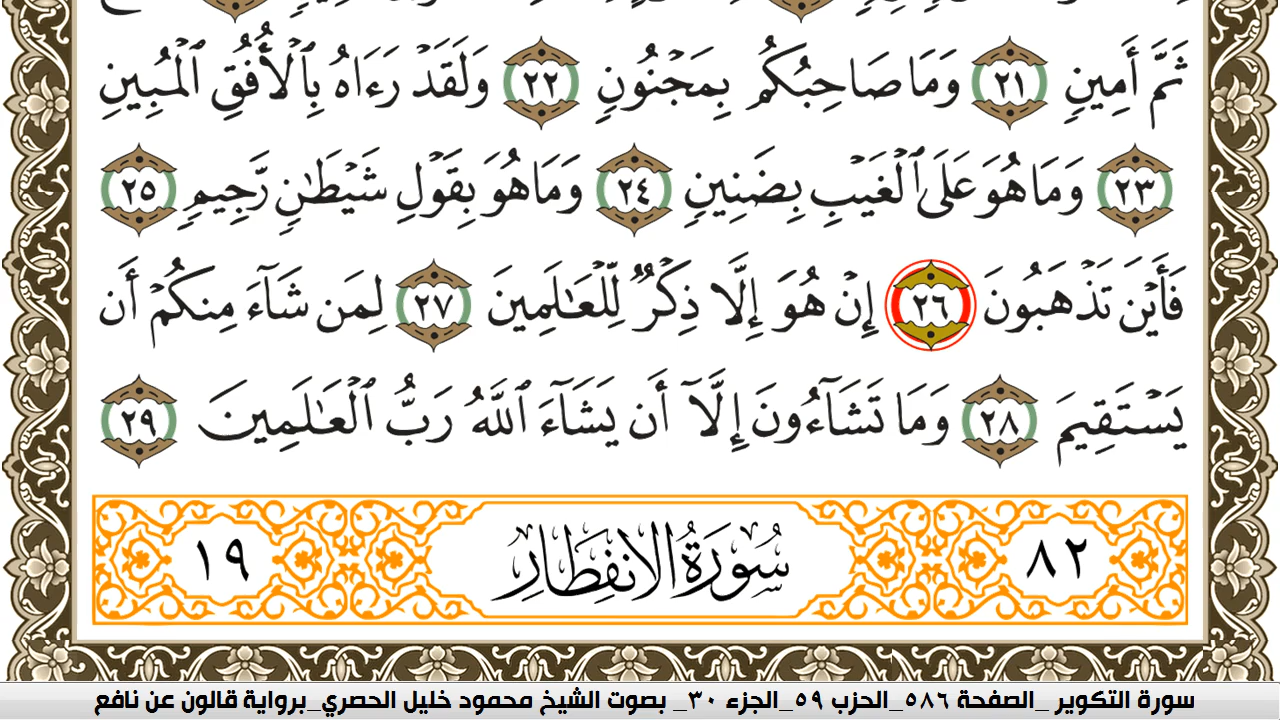 ثَمَّ أَمِينٖ ٢١ وَمَا صَاحِبُكُم بِمَجْنُونٖ ٢٢ وَلَقَدْ رَءَاهُ بِالْأُفُقِ الْمُبِينِ
٢٣ وَمَا هُوَ عَلَى الْغَيْبِ بِضَنِينٖ ٢٤ وَمَا هُوَ بِقَوْلِ شَيْطَٰنٖ رَّجِيمٖ ٢٥
فَأَيْنَ تَذْهَبُونَ ٢٦ إِنْ هُوَ إِلَّا ذِكْرٌ لِّلْعَٰلَمِينَ ٢٧ لِمَن شَآءَ مِنكُمْ أَن
يَسْتَقِيمَ ٢٨ وَمَا تَشَآءُونَ إِلَّآ أَن يَشَآءَ اللَّهُ رَبُّ الْعَٰلَمِينَ ٢٩
٨٢ سُورَةُ الانفِطَارِ ١٩
سورة التكوير _الصفحة ٥٨٦_الحزب ٥٩_الجزء ٣٠_ بصوت الشيخ محمود خليل الحصري_برواية قالون عن نافع